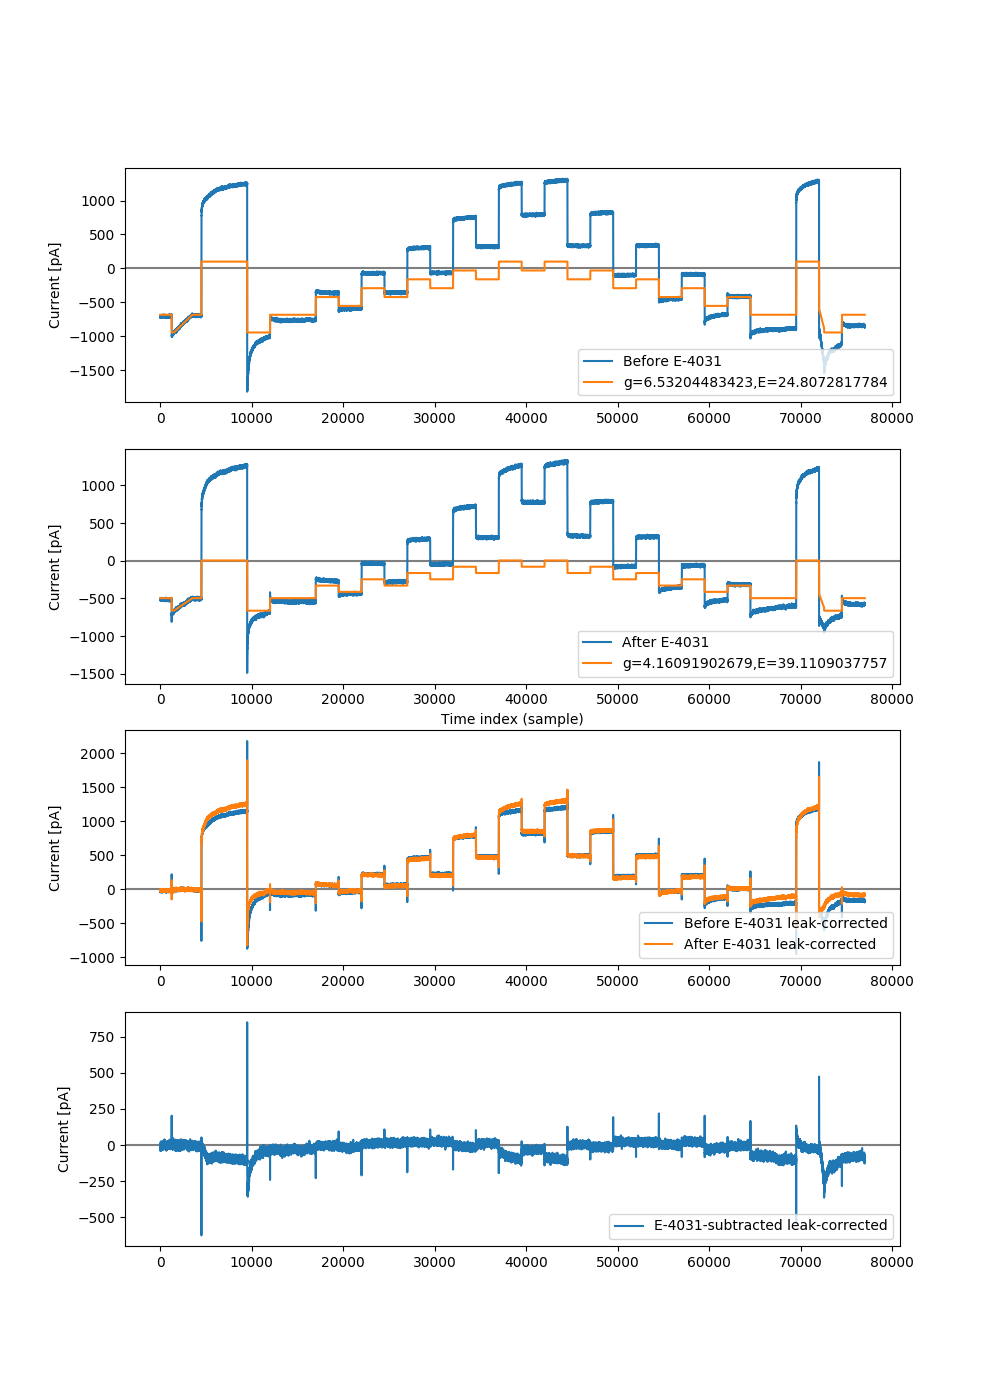 Current [pA]
1000
500
0
−500
−1000
−1500
Before E-4031
g=6.53204483423,E=24.8072817784
0 10000 20000 30000 40000 50000 60000 70000 80000
Current [pA]
1000
500
0
−500
−1000
−1500
After E-4031
g=4.16091902679,E=39.1109037757
0 10000 20000 30000 40000 50000 60000 70000 80000
Time index (sample)
Current [pA]
2000
1500
1000
500
0
−500
−1000
Before E-4031 leak-corrected
After E-4031 leak-corrected
0 10000 20000 30000 40000 50000 60000 70000 80000
Current [pA]
750
500
250
0
−250
−500
E-4031-subtracted leak-corrected
0 10000 20000 30000 40000 50000 60000 70000 80000